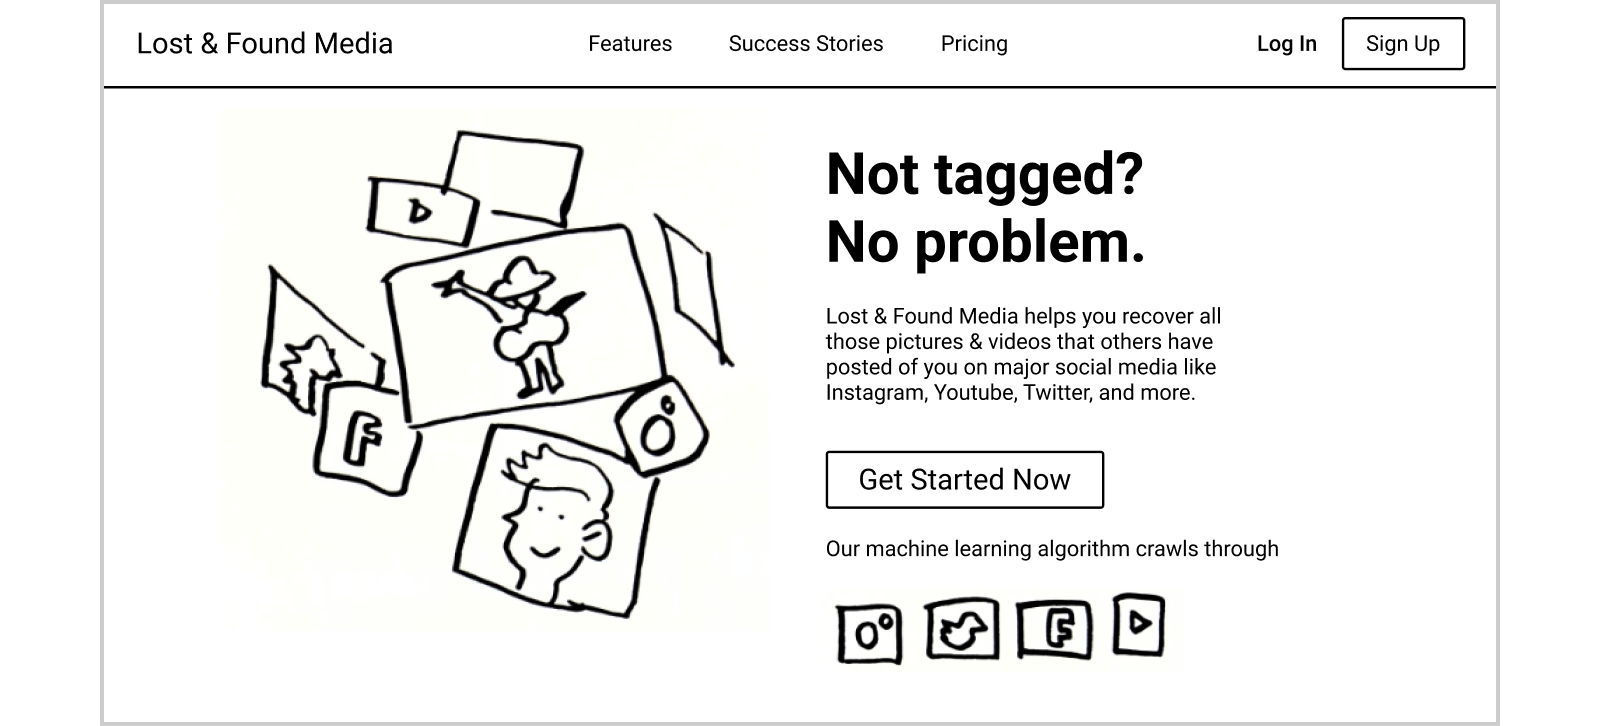 Lost & Found Media
Features
Success Stories
Pricing
Log In
Sign Up
D
F
Not tagged?
No problem.
Lost & Found Media helps you recover all
those pictures & videos that others have
posted of you on major social media like
Instagram, Youtube, Twitter, and more.
Get Started Now
Our machine learning algorithm crawls through
F